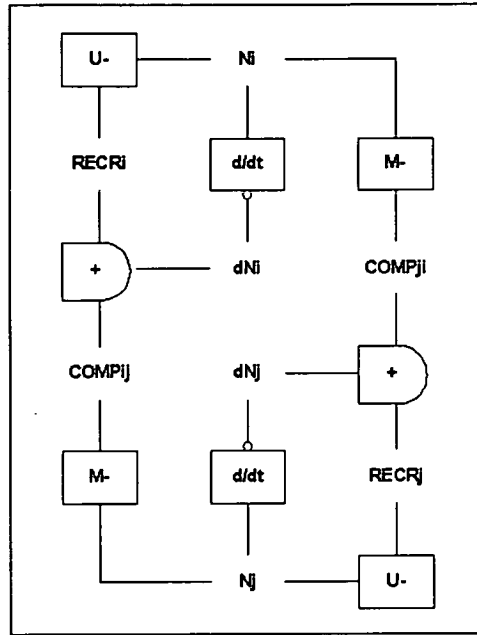 U- Ni
RECRi d/dt M-
+ dNi COMPji
COMPij dNj +
M- d/dt RECRj
Nj U-